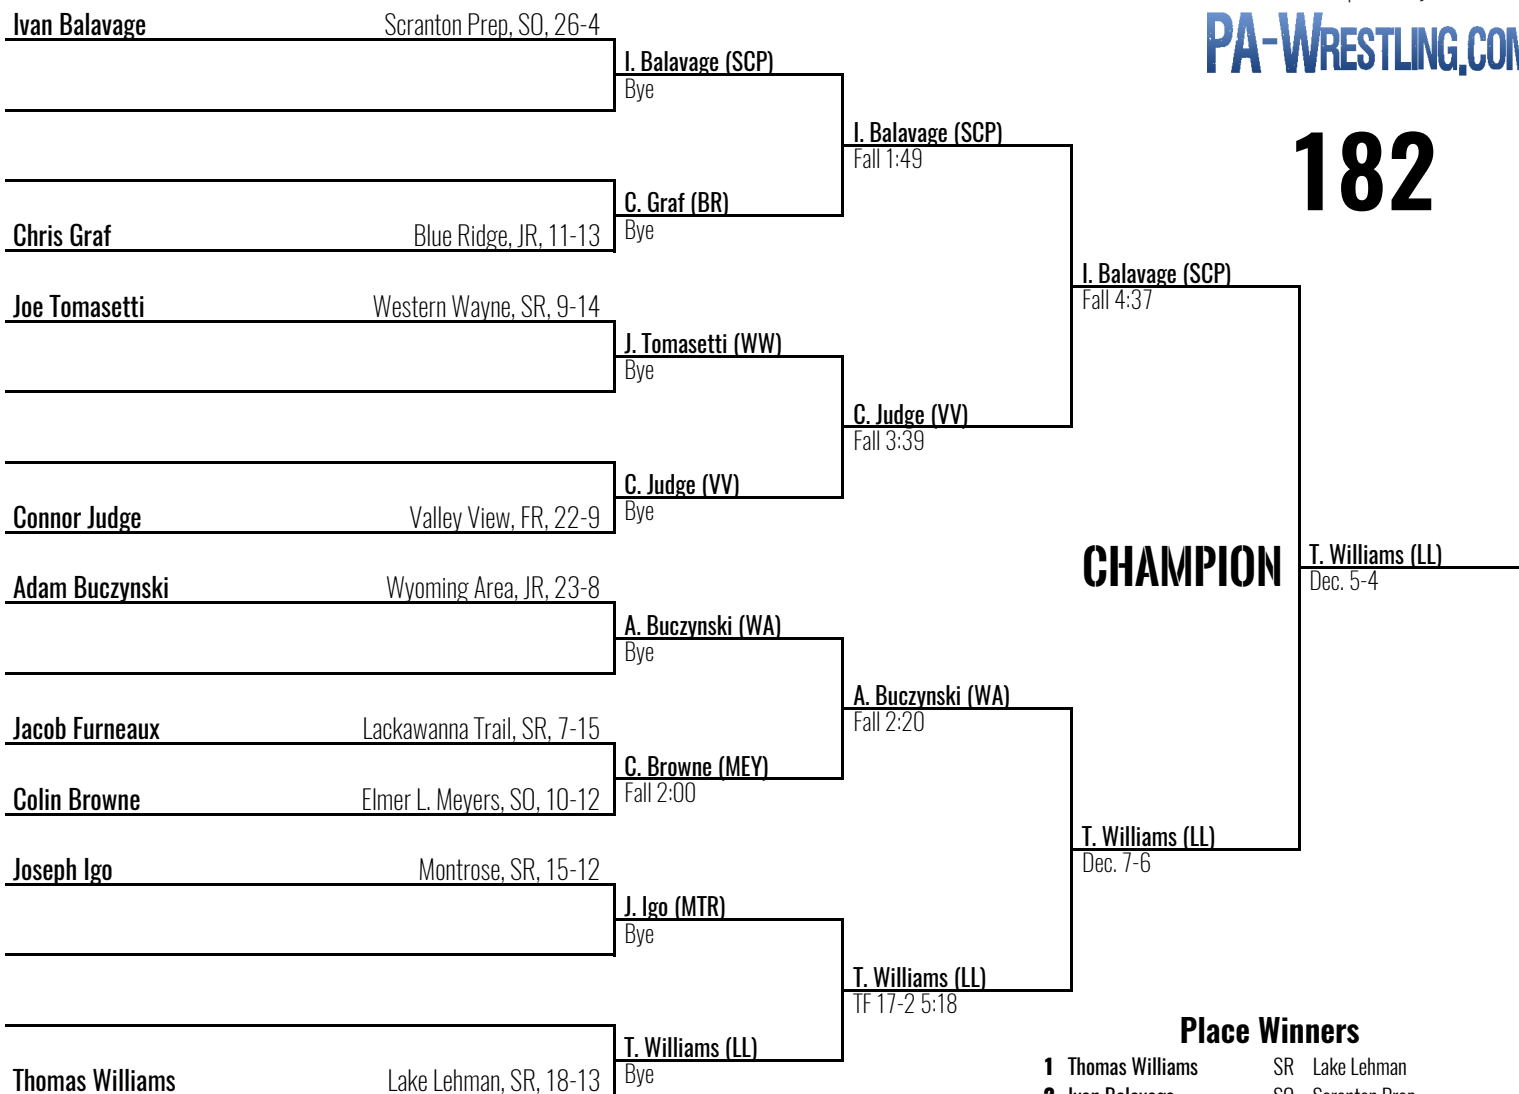 Ivan Balavage Scranton Prep, SO, 26-4
I. Balavage (SCP)
Bye
PA-WRESTLING.COM
I. Balavage (SCP)
Fall 1:49
182
C. Graf (BR)
Bye
Chris Graf Blue Ridge, JR, 11-13
I. Balavage (SCP)
Fall 4:37
Joe Tomasetti Western Wayne, SR, 9-14
J. Tomasetti (WW)
Bye
C. Judge (VV)
Fall 3:39
C. Judge (VV)
Bye
Connor Judge Valley View, FR, 22-9
CHAMPION
T. Williams (LL)
Dec. 5-4
Adam Buczynski Wyoming Area, JR, 23-8
A. Buczynski (WA)
Bye
A. Buczynski (WA)
Fall 2:20
Jacob Furneaux Lackawanna Trail, SR, 7-15
C. Browne (MEY)
Fall 2:00
Colin Browne Elmer L. Meyers, SO, 10-12
T. Williams (LL)
Dec. 7-6
Joseph Igo Montrose, SR, 15-12
J. Igo (MTR)
Bye
T. Williams (LL)
TF 17-2 5:18
T. Williams (LL)
Bye
Thomas Williams Lake Lehman, SR, 18-13
Place Winners
1 Thomas Williams SR Lake Lehman
2 Ivan Balavage SO Scranton Prep